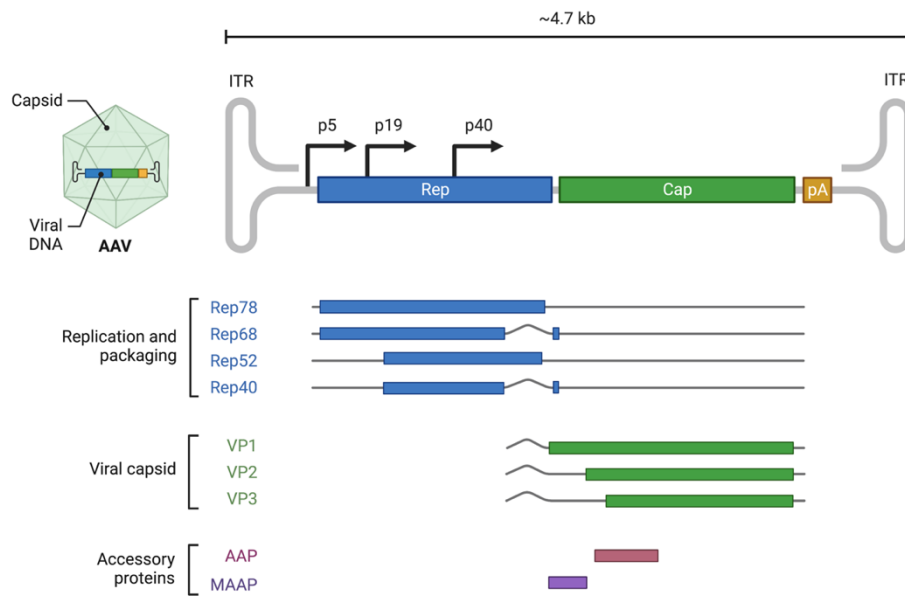 ~4.7 kb
ITR
ITR
Capsid
p5
p19
p40
Rep
Cap
pA
Viral
DNA
AAV
Replication and
packaging
Rep78
Rep68
Rep52
Rep40
Viral capsid
VP1
VP2
VP3
Accessory
proteins
AAP
MAAP